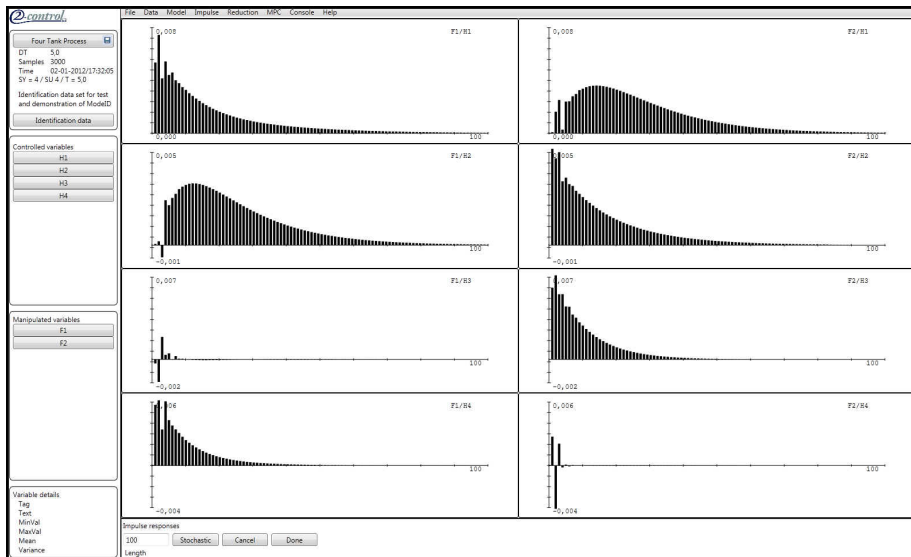 2-control
File Data Model Impulse Reduction MPC Console Help
Four Tank Process
DT 5,0
Samples 3000
Time 02-01-2012/17:32:05
SY = 4 / SU 4 / T = 5,0
Identification data set for test
and demonstration of ModelID
Identification data
Controlled variables
H1
H2
H3
H4
Manipulated variables
F1
F2
Variable details
Tag
Text
MinVal
MaxVal
Mean
Variance
0,008 F1/H1
0,000 100
0,008 F2/H1
0,000 100
0,005 F1/H2
100
-0,001
0,005 F2/H2
100
-0,001
0,007 F1/H3
100
-0,002
0,007 F2/H3
100
-0,002
0,006 F1/H4
100
-0,004
0,006 F2/H4
100
-0,004
Impulse responses
100 Stochastic Cancel Done
Length